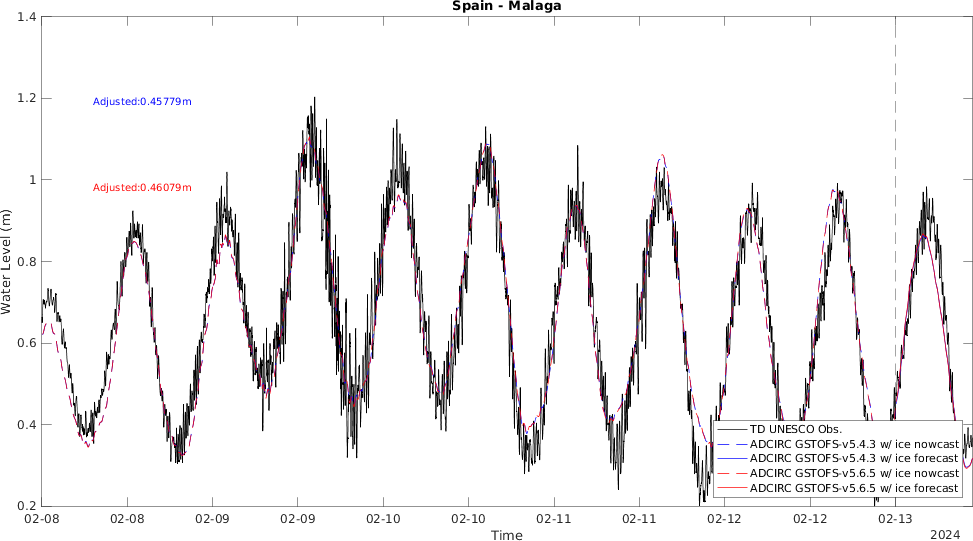 Spain - Malaga
1.4
1.2
1
0.8
0.6
0.4
0.2
Water Level (m)
Adjusted:0.45779m
Adjusted:0.46079m
TD UNESCO Obs.
ADCIRC GSTOFS-v5.4.3 w/ ice nowcast
ADCIRC GSTOFS-v5.4.3 w/ ice forecast
ADCIRC GSTOFS-v5.6.5 w/ ice nowcast
ADCIRC GSTOFS-v5.6.5 w/ ice forecast
02-08 02-08 02-09 02-09 02-10 02-10 02-11 02-11 02-12 02-12 02-13
Time
2024